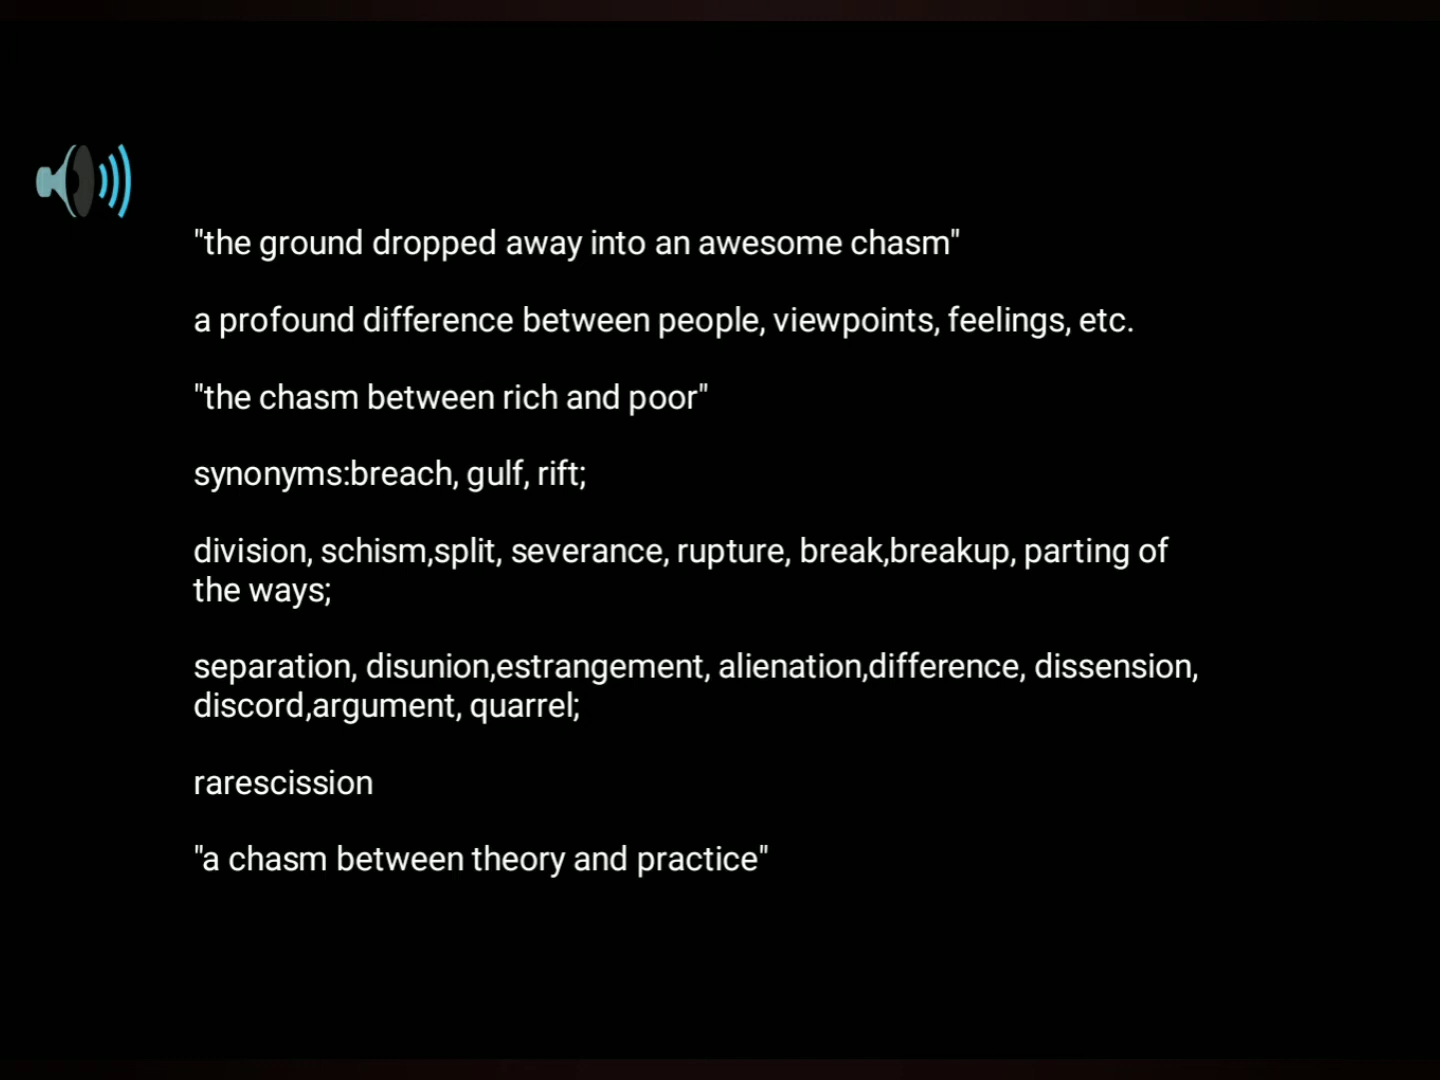 "the ground dropped away into an awesome chasm"
a profound difference between people, viewpoints, feelings, etc.
"the chasm between rich and poor"
synonyms:breach, gulf, rift;
division, schism,split, severance, rupture, break,breakup, parting of
the ways;
separation, disunion,estrangement, alienation,difference, dissension,
discord,argument, quarrel;
rarescission
"a chasm between theory and practice"